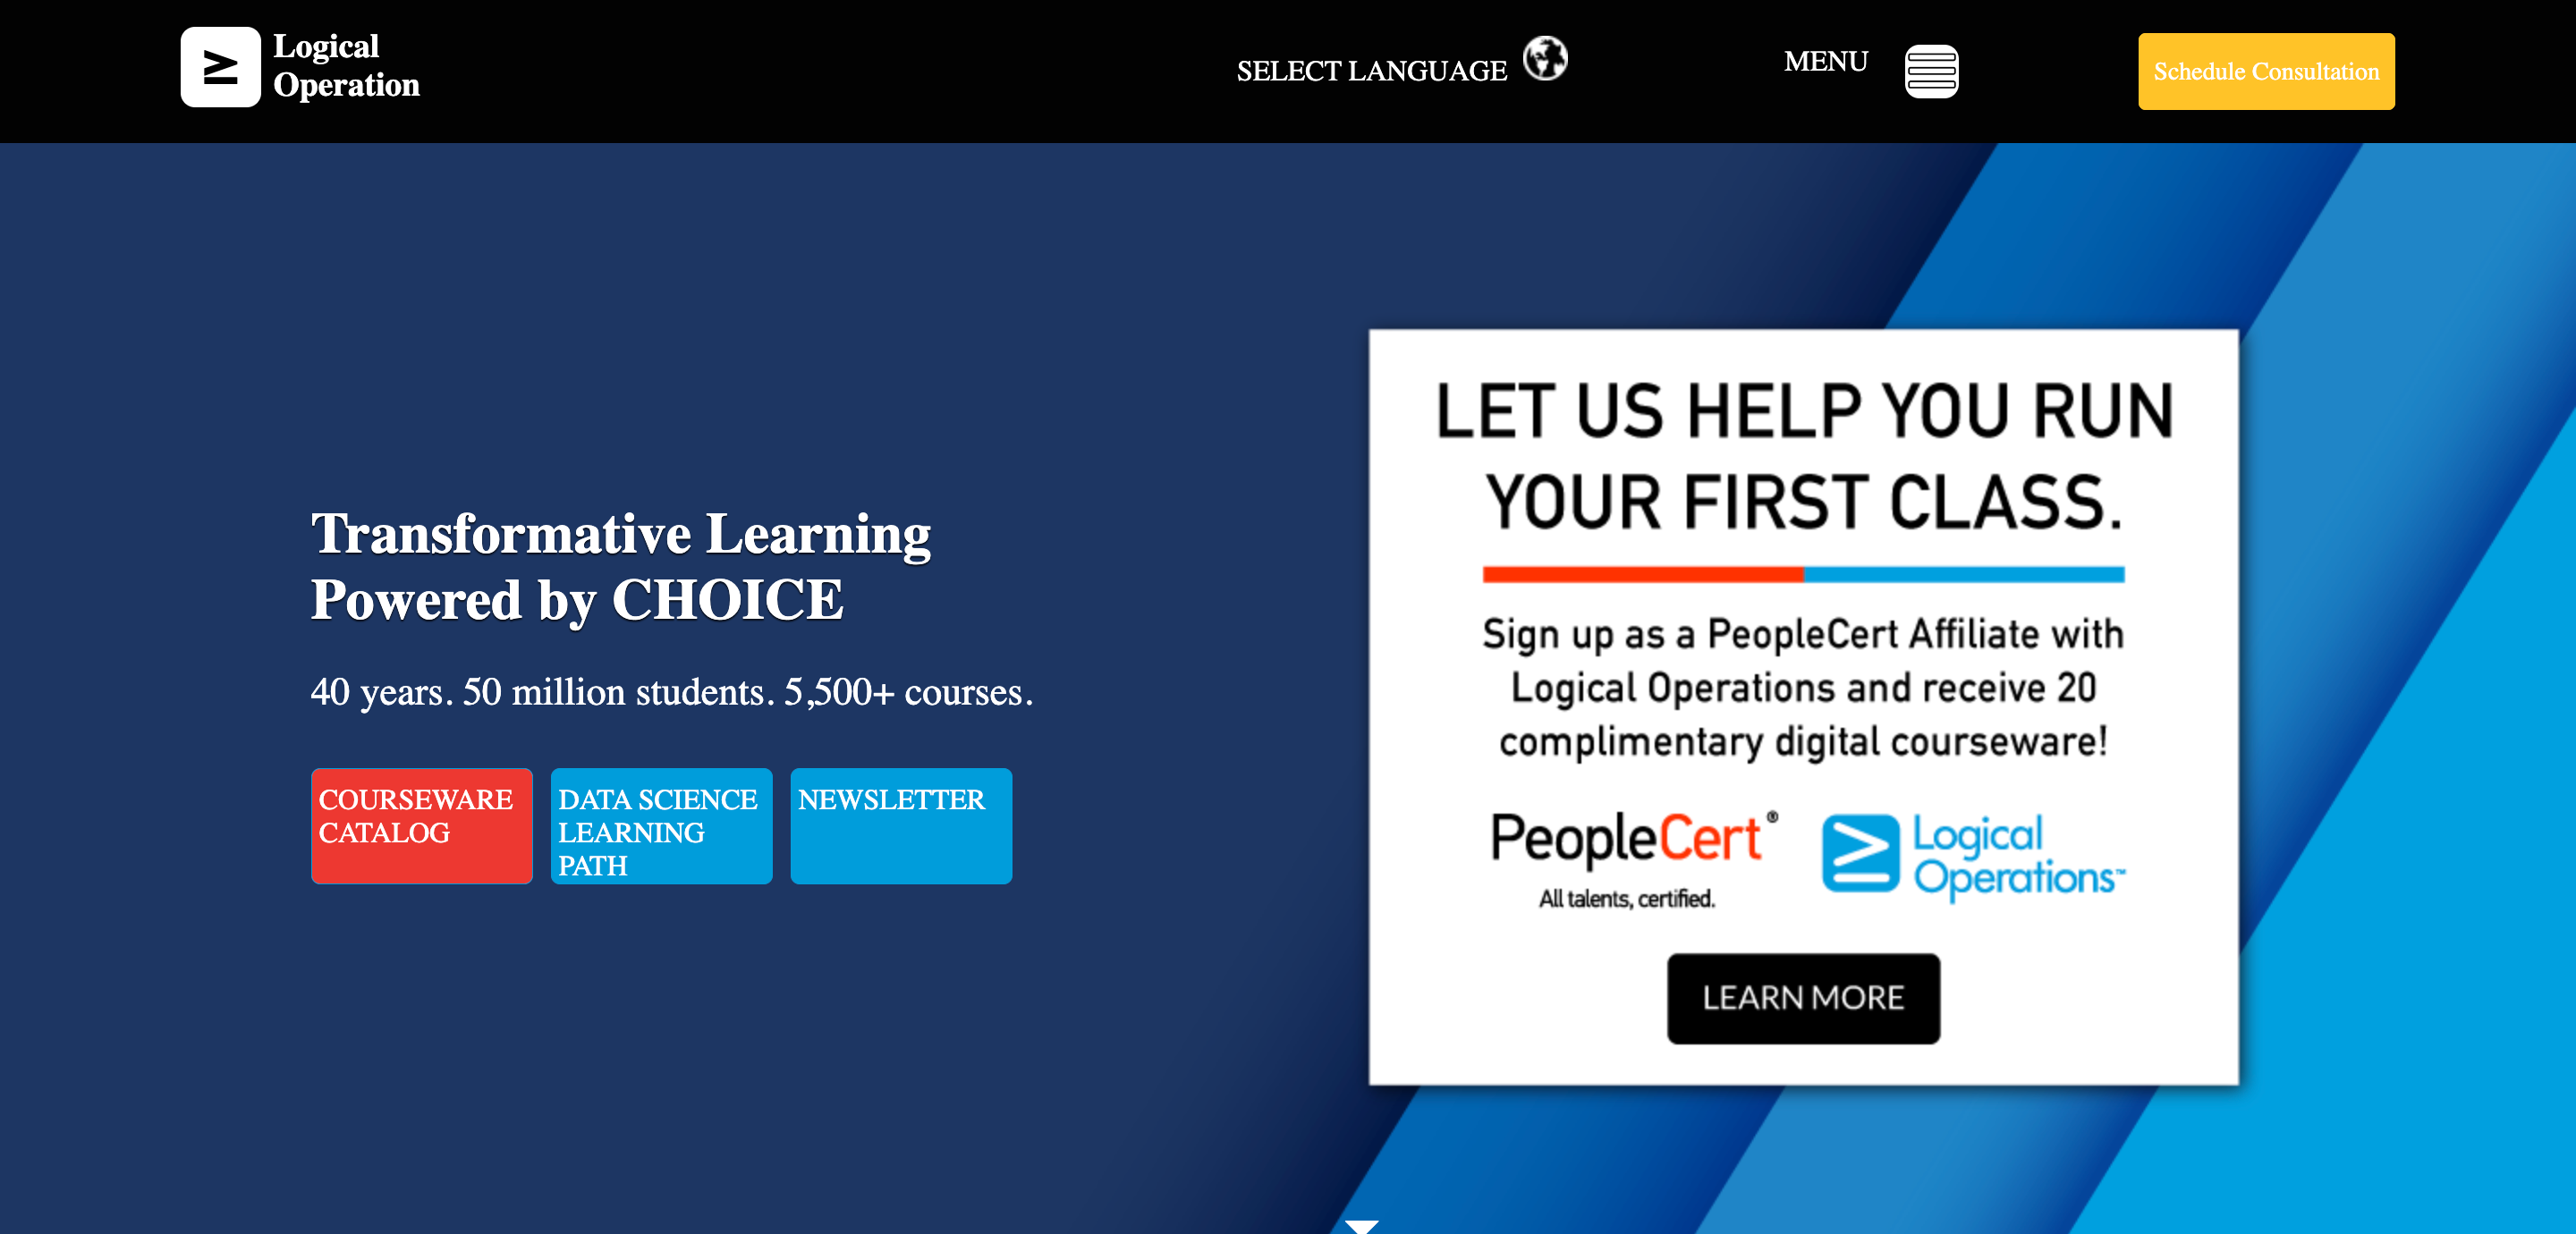 Logical
Operation
SELECT LANGUAGE
MENU
Schedule Consultation
Transformative Learning
Powered by CHOICE
40 years. 50 million students. 5,500+ courses.
COURSEWARE
CATALOG
DATA SCIENCE
LEARNING
PATH
NEWSLETTER
LET US HELP YOU RUN
YOUR FIRST CLASS.
Sign up as a PeopleCert Affiliate with
Logical Operations and receive 20
complimentary digital courseware!
PeopleCert®
All talents, certified.
Logical
Operations™
LEARN MORE